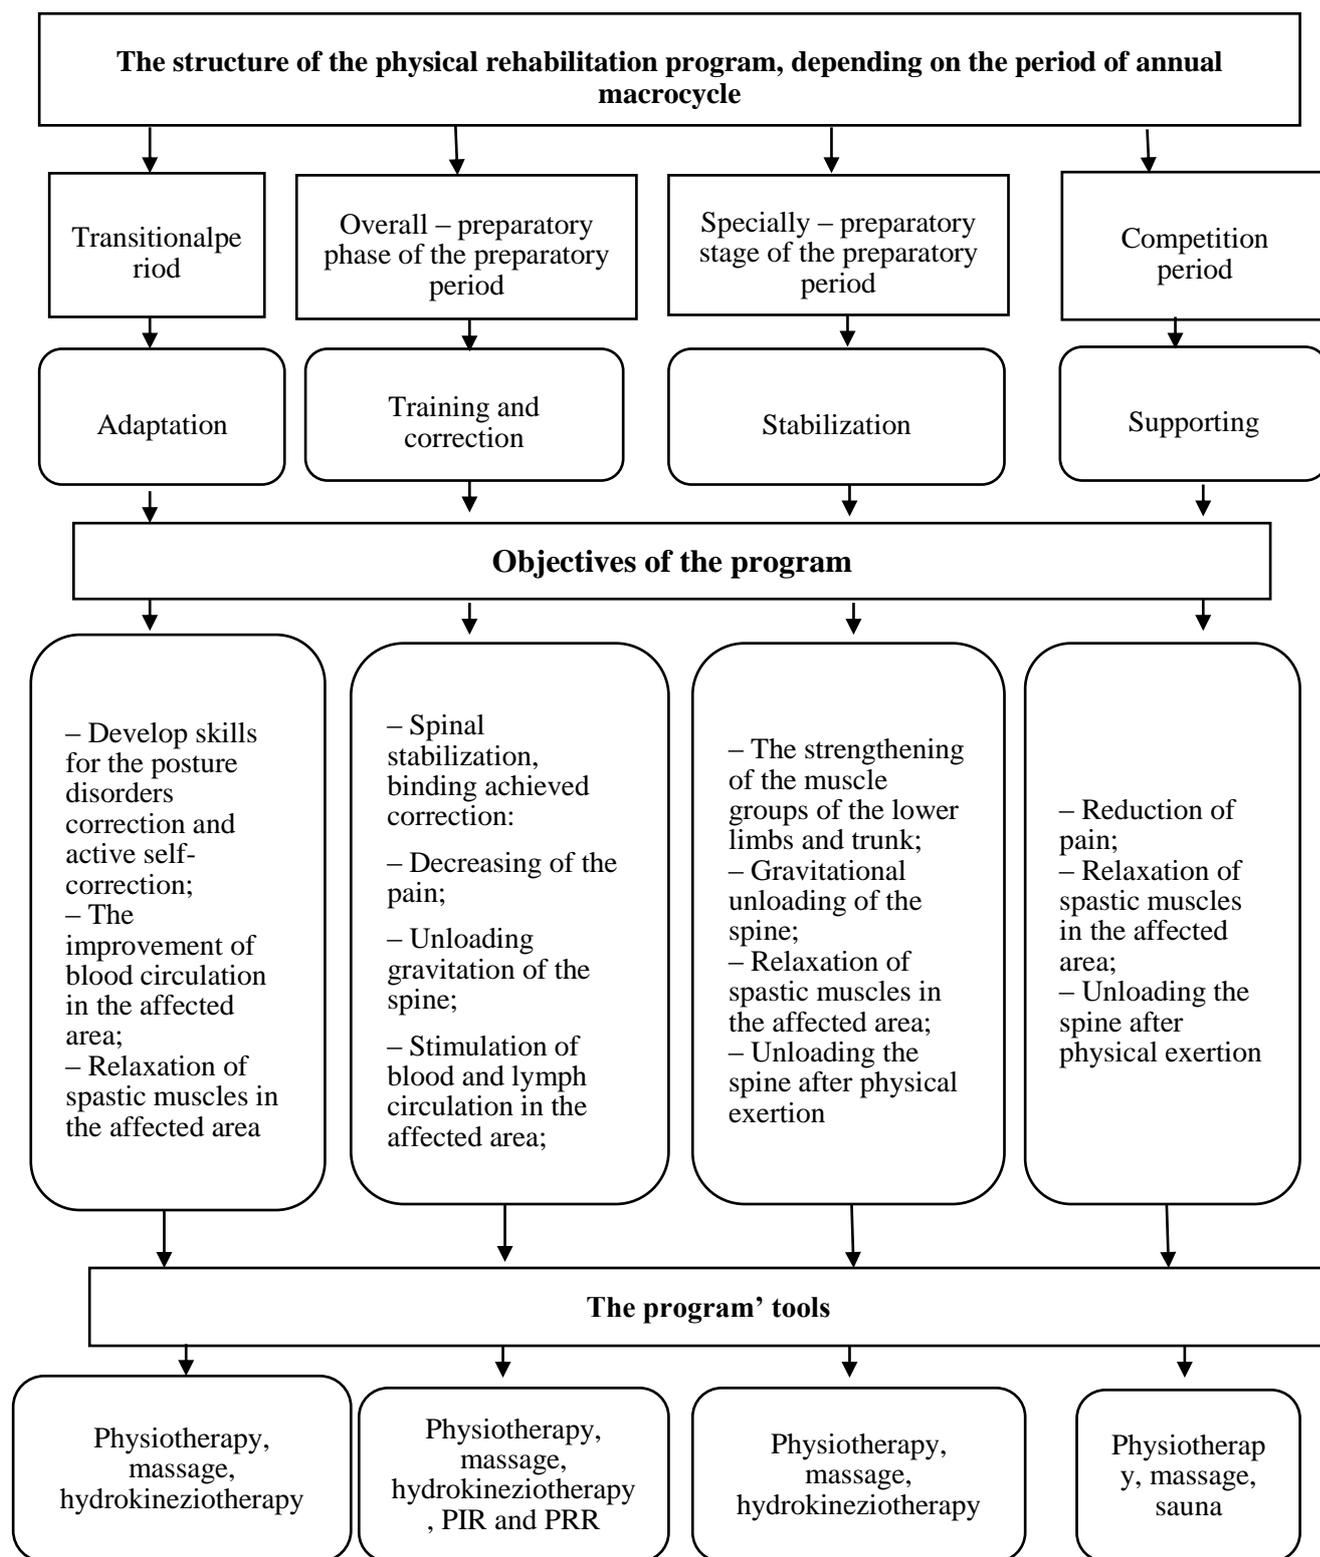 The structure of the physical rehabilitation program, depending on the period of annual
macrocycle
Transitionalpe
riod
Overall – preparatory
phase of the preparatory
period
Specially – preparatory
stage of the preparatory
period
Competition
period
Adaptation
Training and
correction
Stabilization
Supporting
Objectives of the program
– Develop skills
for the posture
disorders
correction and
active self-
correction;
– The
improvement of
blood circulation
in the affected
area;
– Relaxation of
spastic muscles in
the affected area
– Spinal
stabilization,
binding achieved
correction:
– Decreasing of the
pain;
– Unloading
gravitation of the
spine;
– Stimulation of
blood and lymph
circulation in the
affected area;
– The strengthening
of the muscle
groups of the lower
limbs and trunk;
– Gravitational
unloading of the
spine;
– Relaxation of
spastic muscles in
the affected area;
– Unloading the
spine after physical
exertion
– Reduction of
pain;
– Relaxation of
spastic muscles
in the affected
area;
– Unloading the
spine after
physical exertion
The program’ tools
Physiotherapy,
massage,
hydrokineziotherapy
Physiotherapy,
massage,
hydrokineziotherapy
, PIR and PRR
Physiotherapy,
massage,
hydrokineziotherapy
Physiotherap
y, massage,
sauna